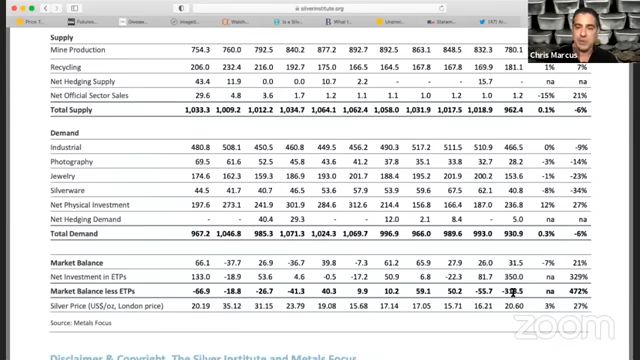 silverinstitute.org
Chris Marcus
Supply
Mine Production 754.3 760.0 792.5 840.2 877.2 892.7 892.5 863.1 848.5 832.3 780.1
Recycling 206.0 232.4 216.0 192.7 175.0 166.5 164.5 167.8 167.8 169.9 181.1 1% 7%
Net Hedging Supply 43.4 11.9 0.0 0.0 10.7 2.2 - - - 15.7 - na na
Net Official Sector Sales 29.6 4.8 3.6 1.7 1.2 1.1 1.1 1.0 1.2 1.0 1.2 -15% 21%
Total Supply 1,033.3 1,009.2 1,012.2 1,034.7 1,064.1 1,062.4 1,058.0 1,031.9 1,017.5 1,018.9 962.4 0.1% -6%
Demand
Industrial 480.8 508.1 450.5 460.8 449.5 456.2 490.3 517.2 511.5 510.9 466.5 0% -9%
Photography 69.5 61.6 52.5 45.8 43.6 41.2 37.8 35.1 33.8 32.7 28.2 -3% -14%
Jewelry 174.6 162.3 159.1 186.9 193.0 201.7 188.4 195.2 201.9 200.2 153.6 -1% -23%
Silverware 44.5 41.7 40.7 46.5 53.6 57.9 53.9 59.6 67.5 62.1 40.8 -8% -34%
Net Physical Investment 197.6 273.1 241.9 301.9 284.6 312.6 214.4 156.8 166.4 187.0 236.8 12% 27%
Net Hedging Demand - - 40.4 29.3 - - 12.0 2.1 8.4 - 5.0 na na
Total Demand 967.2 1,046.8 985.3 1,071.3 1,024.3 1,069.7 996.9 966.0 989.6 993.0 930.9 0.3% -6%
Market Balance 66.1 -37.7 26.9 -36.7 39.8 -7.3 61.2 65.9 27.9 26.0 31.5 -7% 21%
Net Investment in ETPs 133.0 -18.9 53.6 4.6 -0.5 -17.2 50.9 6.8 -22.3 81.7 350.0 na 329%
Market Balance less ETPs -66.9 -18.8 -26.7 -41.3 40.3 9.9 10.2 59.1 50.2 -55.7 na 472%
Silver Price (US$/oz, London price) 20.19 35.12 31.15 23.79 19.08 15.68 17.14 17.05 15.71 16.21 20.60 3% 27%
Source: Metals Focus
zoom
Disclaimer & Copyright The Silver Institute and Metals Focus